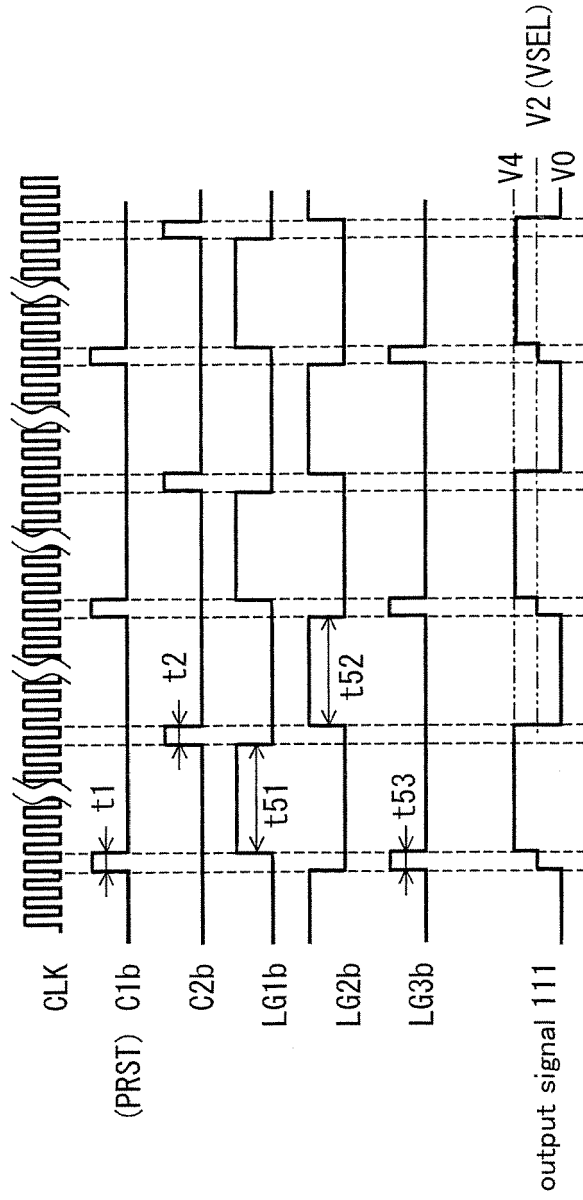 CLK
C1b
(PRST)
t1
C2b
t2
LG1b
t51
LG2b
t52
LG3b
t53
output signal 111
V4
V2 (VSEL)
V0